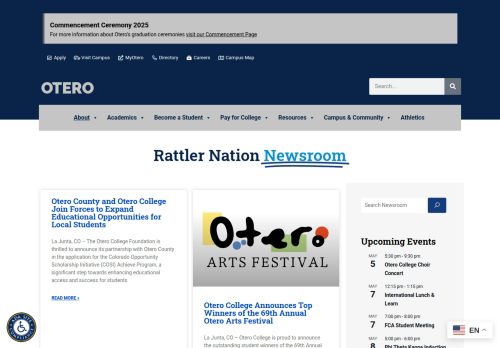 Commencement Ceremony 2025
For more information about Otero's graduation ceremonies visit our Commencement Page
Apply Visit Campus MyOtero Directory Careers Campus Map
OTERO
Search...
About Academics Become a Student Pay for College Resources Campus & Community Athletics
Rattler Nation Newsroom
Otero County and Otero College
Join Forces to Expand
Educational Opportunities for
Local Students
La Junta, CO – The Otero College Foundation is
thrilled to announce its partnership with Otero County
in the application for the Colorado Opportunity
Scholarship Initiative (COSI) Achieve Program, a
significant step towards enhancing educational
access and success for students
READ MORE »
Otero
ARTS FESTIVAL
Otero College Announces Top
Winners of the 69th Annual
Otero Arts Festival
La Junta, CO – Otero College is proud to announce
the outstanding student winners of the 69th Annual
Search Newsroom
Upcoming Events
MAY
5
5:30 pm - 9:30 pm
Otero College Choir
Concert
MAY
7
12:15 pm - 1:15 pm
International Lunch &
Learn
MAY
7
7:00 pm - 8:00 pm
FCA Student Meeting
MAY
8
5:00 pm - 6:00 pm
Phi Theta Kappa Induction
EN